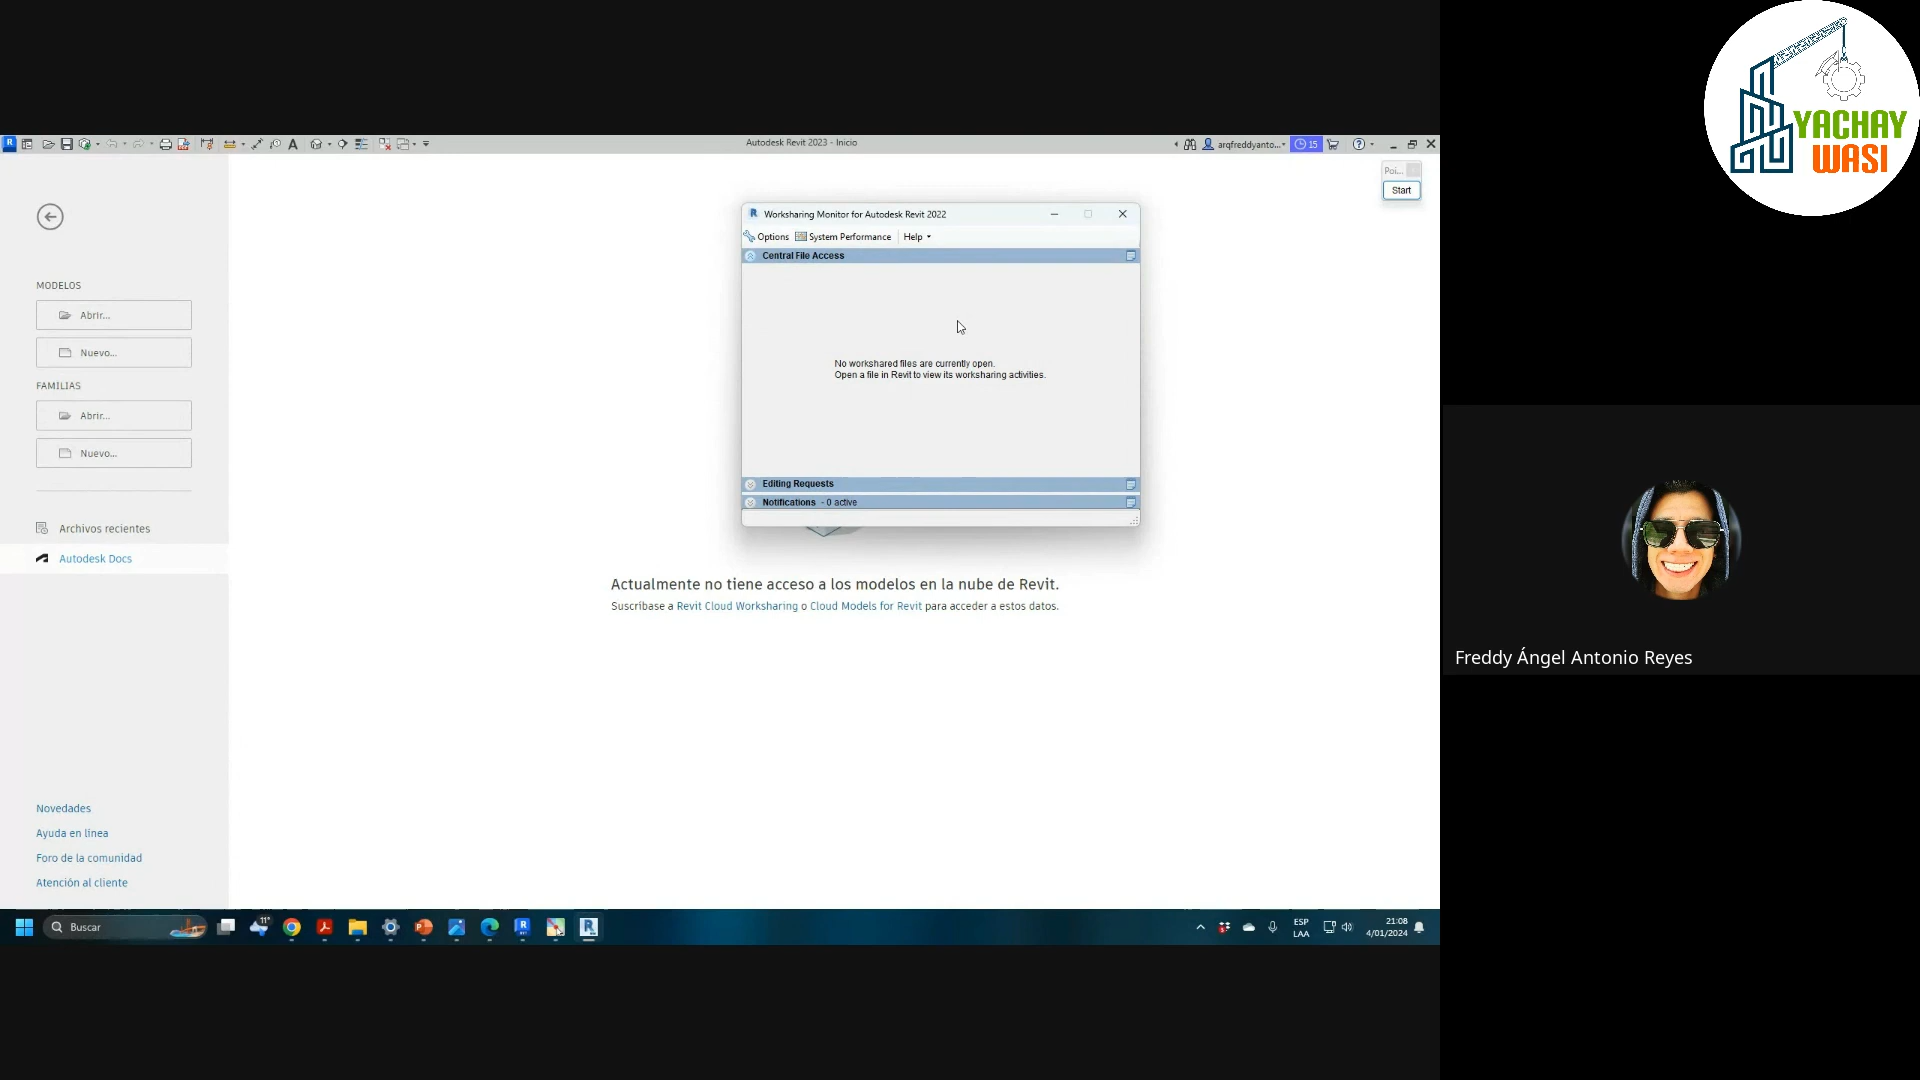 YACHAY
WASI
Autodesk Revit 2023 - Inicio
arqfreddyanto...
15
Poi...
Start
Worksharing Monitor for Autodesk Revit 2022
Options
System Performance
Help
Central File Access
No workshared files are currently open.
Open a file in Revit to view its worksharing activities.
Editing Requests
Notifications - 0 active
MODELOS
Abrir...
Nuevo...
FAMILIAS
Abrir...
Nuevo...
Archivos recientes
Autodesk Docs
Actualmente no tiene acceso a los modelos en la nube de Revit.
Suscríbase a Revit Cloud Worksharing o Cloud Models for Revit para acceder a estos datos.
Novedades
Ayuda en línea
Foro de la comunidad
Atención al cliente
Freddy Ángel Antonio Reyes
Buscar
11°
ESP
LAA
21:08
4/01/2024